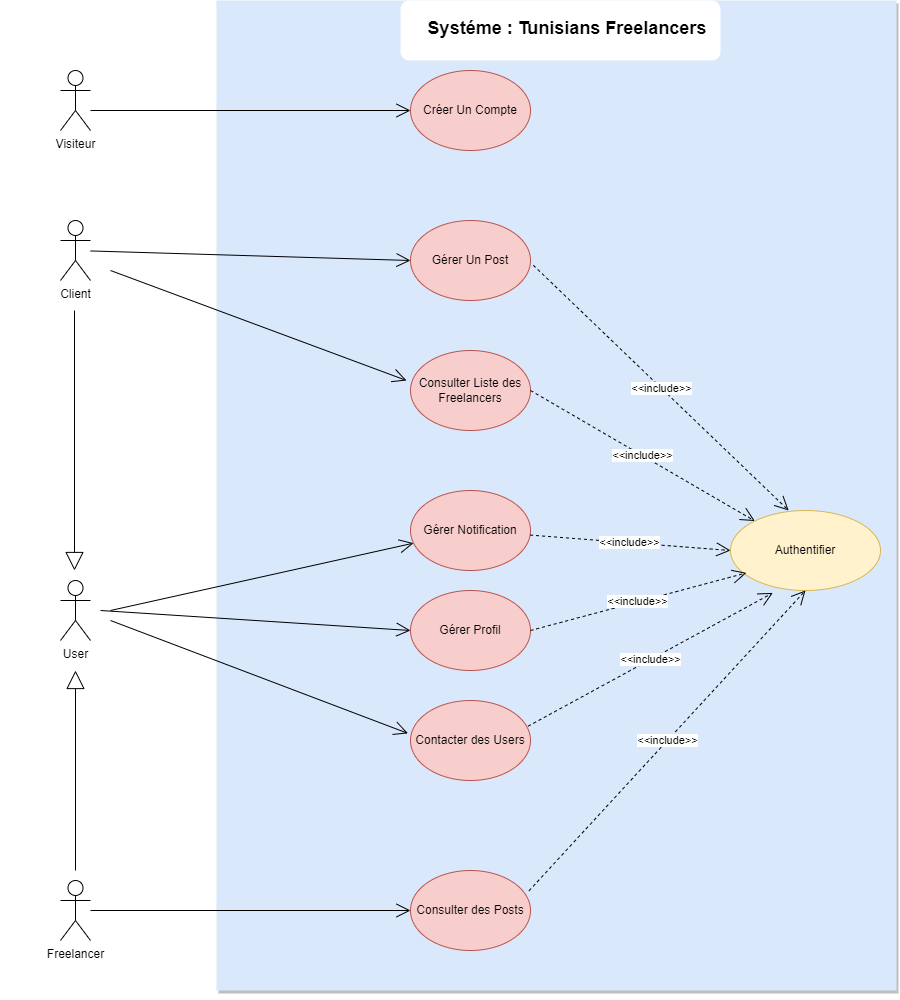 Systéme : Tunisians Freelancers
Créer Un Compte
Visiteur
Gérer Un Post
Client
Consulter Liste des
Freelancers
<<include>>
<<include>>
Gérer Notification
<<include>>
Authentifier
<<include>>
Gérer Profil
User
<<include>>
Contacter des Users
<<include>>
Consulter des Posts
Freelancer